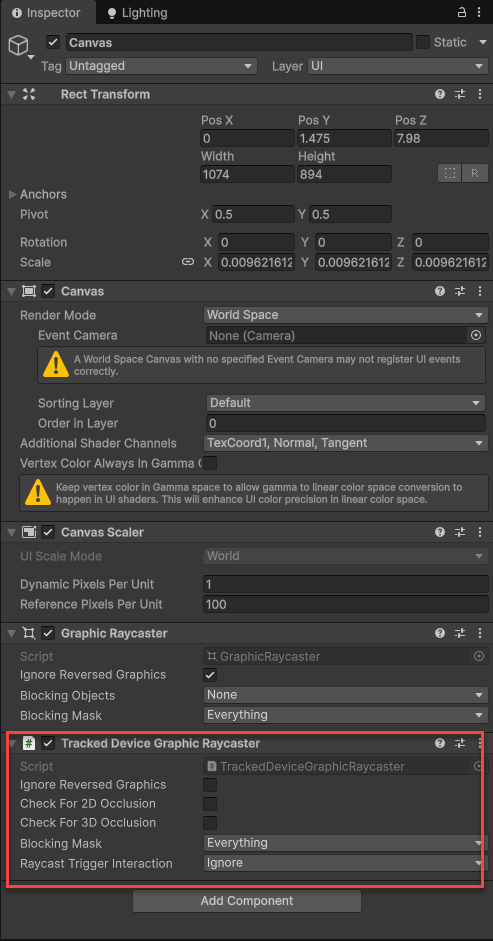 Inspector Lighting
Canvas Static
Tag Untagged Layer UI
Rect Transform
Pos X Pos Y Pos Z
0 1.475 7.98
Width Height
1074 894 R
Anchors
Pivot X 0.5 Y 0.5
Rotation X 0 Y 0 Z 0
Scale X 0.009621612 Y 0.009621612 Z 0.009621612
Canvas
Render Mode World Space
Event Camera None (Camera)
A World Space Canvas with no specified Event Camera may not register UI events
correctly.
Sorting Layer Default
Order in Layer 0
Additional Shader Channels TexCoord1, Normal, Tangent
Vertex Color Always In Gamma C
Keep vertex color in Gamma space to allow gamma to linear color space conversion to
happen in UI shaders. This will enhance UI color precision in linear color space.
Canvas Scaler
UI Scale Mode World
Dynamic Pixels Per Unit 1
Reference Pixels Per Unit 100
Graphic Raycaster
Script GraphicRaycaster
Ignore Reversed Graphics
Blocking Objects None
Blocking Mask Everything
# Tracked Device Graphic Raycaster
Script # TrackedDeviceGraphicRaycaster
Ignore Reversed Graphics
Check For 2D Occlusion
Check For 3D Occlusion
Blocking Mask Everything
Raycast Trigger Interaction Ignore
Add Component